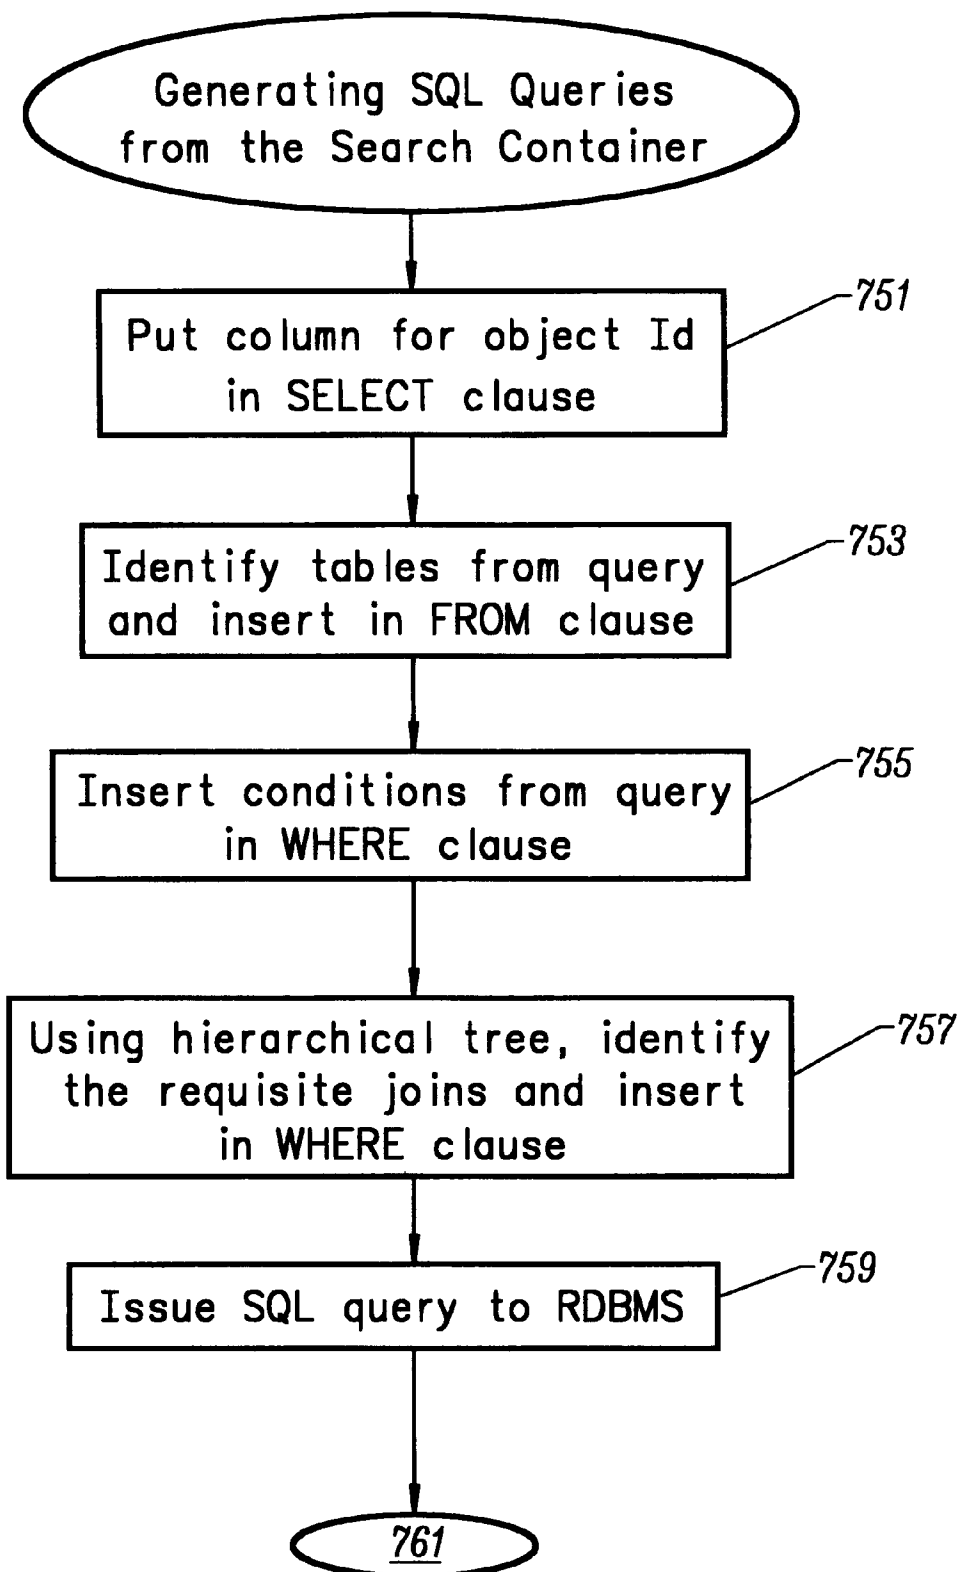 Generating SQL Queries
from the Search Container
751
Put column for object Id
in SELECT clause
753
Identify tables from query
and insert in FROM clause
755
Insert conditions from query
in WHERE clause
757
Using hierarchical tree, identify
the requisite joins and insert
in WHERE clause
759
Issue SQL query to RDBMS
761